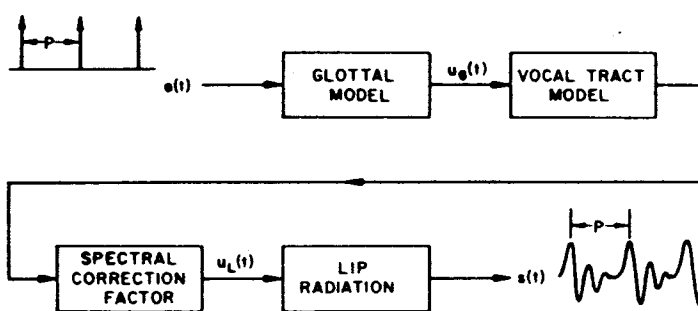 P
e(t)
GLOTTAL
MODEL
u_g(t)
VOCAL TRACT
MODEL
SPECTRAL
CORRECTION
FACTOR
u_L(t)
LIP
RADIATION
s(t)
P